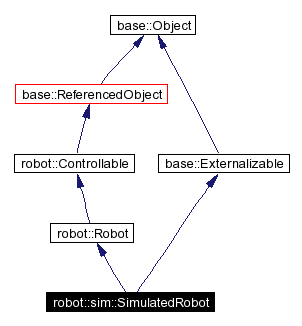 base::Object
base::ReferencedObject
robot::Controllable
base::Externalizable
robot::Robot
robot::sim::SimulatedRobot